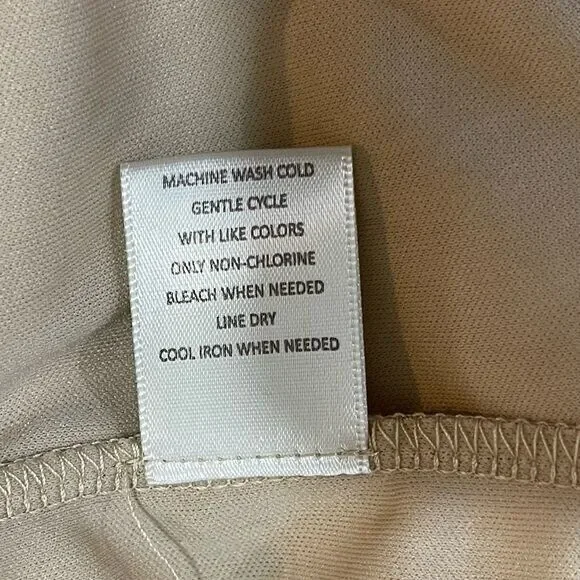 MACHINE WASH COLD
GENTLE CYCLE
WITH LIKE COLORS
ONLY NON-CHLORINE
BLEACH WHEN NEEDED
LINE DRY
COOL IRON WHEN NEEDED